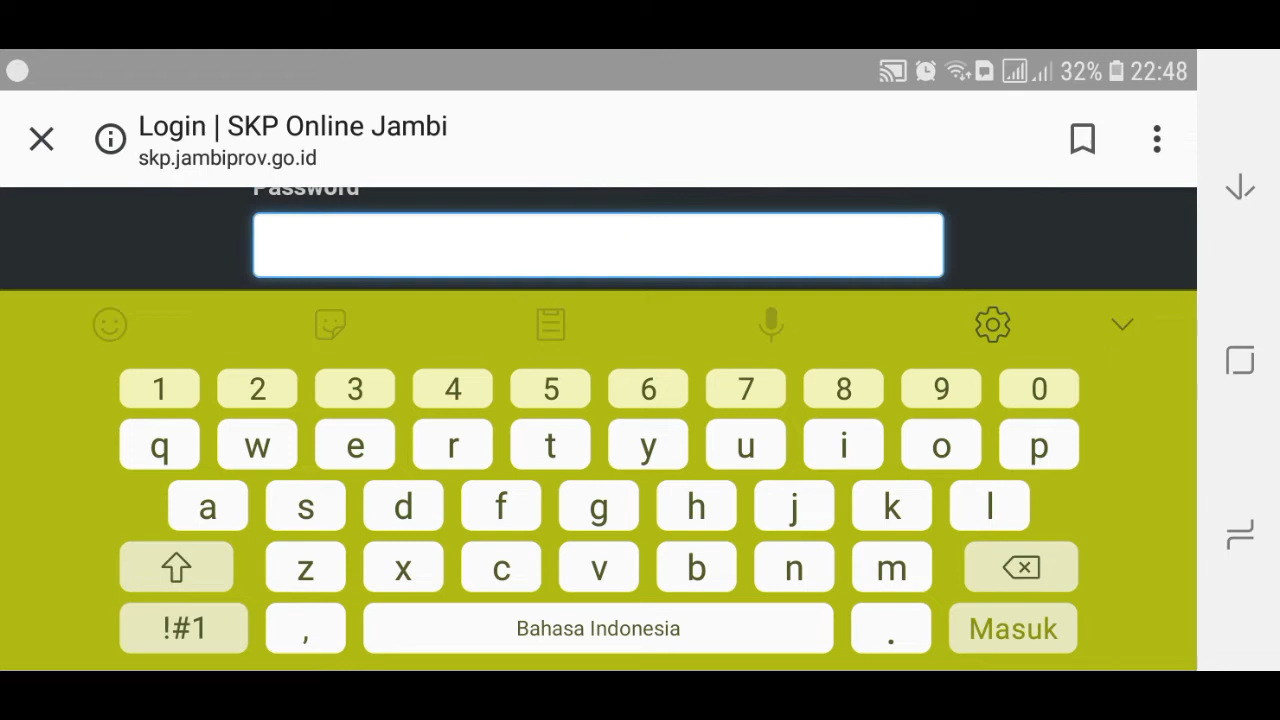 32% 22:48
Login | SKP Online Jambi
skp.jambiprov.go.id
Password
1 2 3 4 5 6 7 8 9 0
q w e r t y u i o p
a s d f g h j k l
z x c v b n m
!#1 , Bahasa Indonesia . Masuk